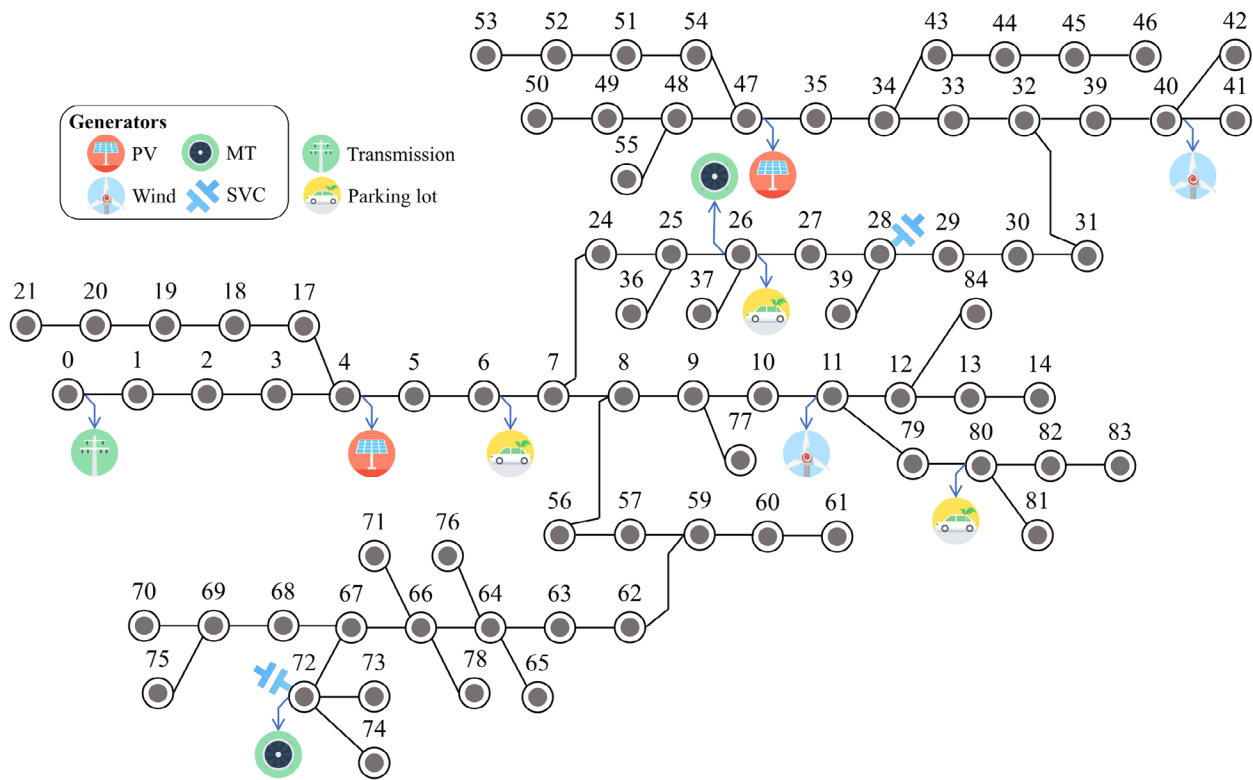 53 52 51 54 43 44 45 46 42
50 49 48 47 35 34 33 32 39 40 41
Generators
PV MT Transmission
Wind SVC Parking lot
55
24 25 26 27 28 29 30 31
36 37 39 84
21 20 19 18 17
0 1 2 3 4 5 6 7 8 9 10 11 12 13 14
77 79 80 82 83
81
56 57 59 60 61
71 76
70 69 68 67 66 64 63 62
75 72 73 78 65
74